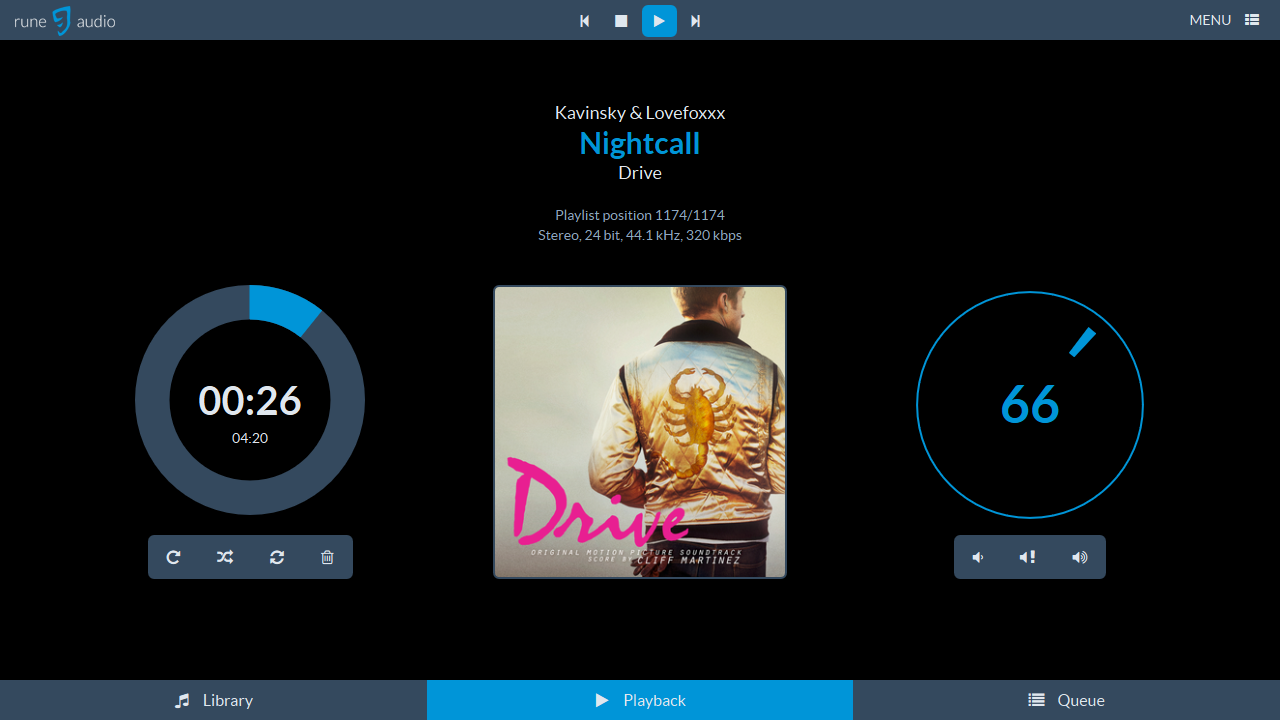 rune audio
MENU
Kavinsky & Lovefoxxx
Nightcall
Drive
Playlist position 1174/1174
Stereo, 24 bit, 44.1 kHz, 320 kbps
00:26
04:20
Drive
ORIGINAL MOTION PICTURE SOUNDTRACK
SCORE BY CLIFF MARTINEZ
66
Library
Playback
Queue